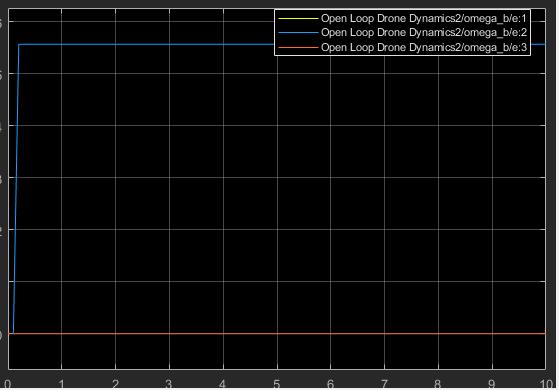 Open Loop Drone Dynamics2/omega_b/e:1
Open Loop Drone Dynamics2/omega_b/e:2
Open Loop Drone Dynamics2/omega_b/e:3
0 1 2 3 4 5 6 7 8 9 10